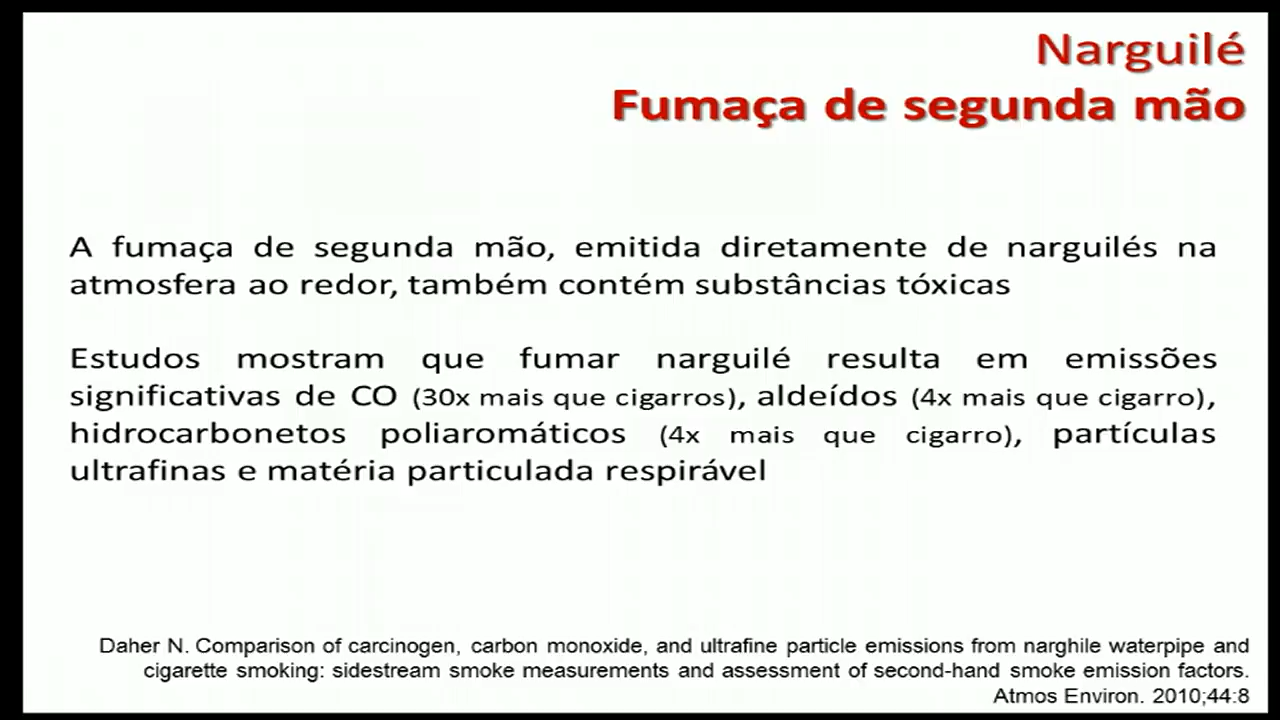 Narguilé
Fumaça de segunda mão
A fumaça de segunda mão, emitida diretamente de narguilés na
atmosfera ao redor, também contém substâncias tóxicas
Estudos mostram que fumar narguilé resulta em emissões
significativas de CO (30x mais que cigarros), aldeídos (4x mais que cigarro),
hidrocarbonetos poliaromáticos (4x mais que cigarro), partículas
ultrafinas e matéria particulada respirável
Daher N. Comparison of carcinogen, carbon monoxide, and ultrafine particle emissions from narghile waterpipe and
cigarette smoking: sidestream smoke measurements and assessment of second-hand smoke emission factors.
Atmos Environ. 2010;44:8